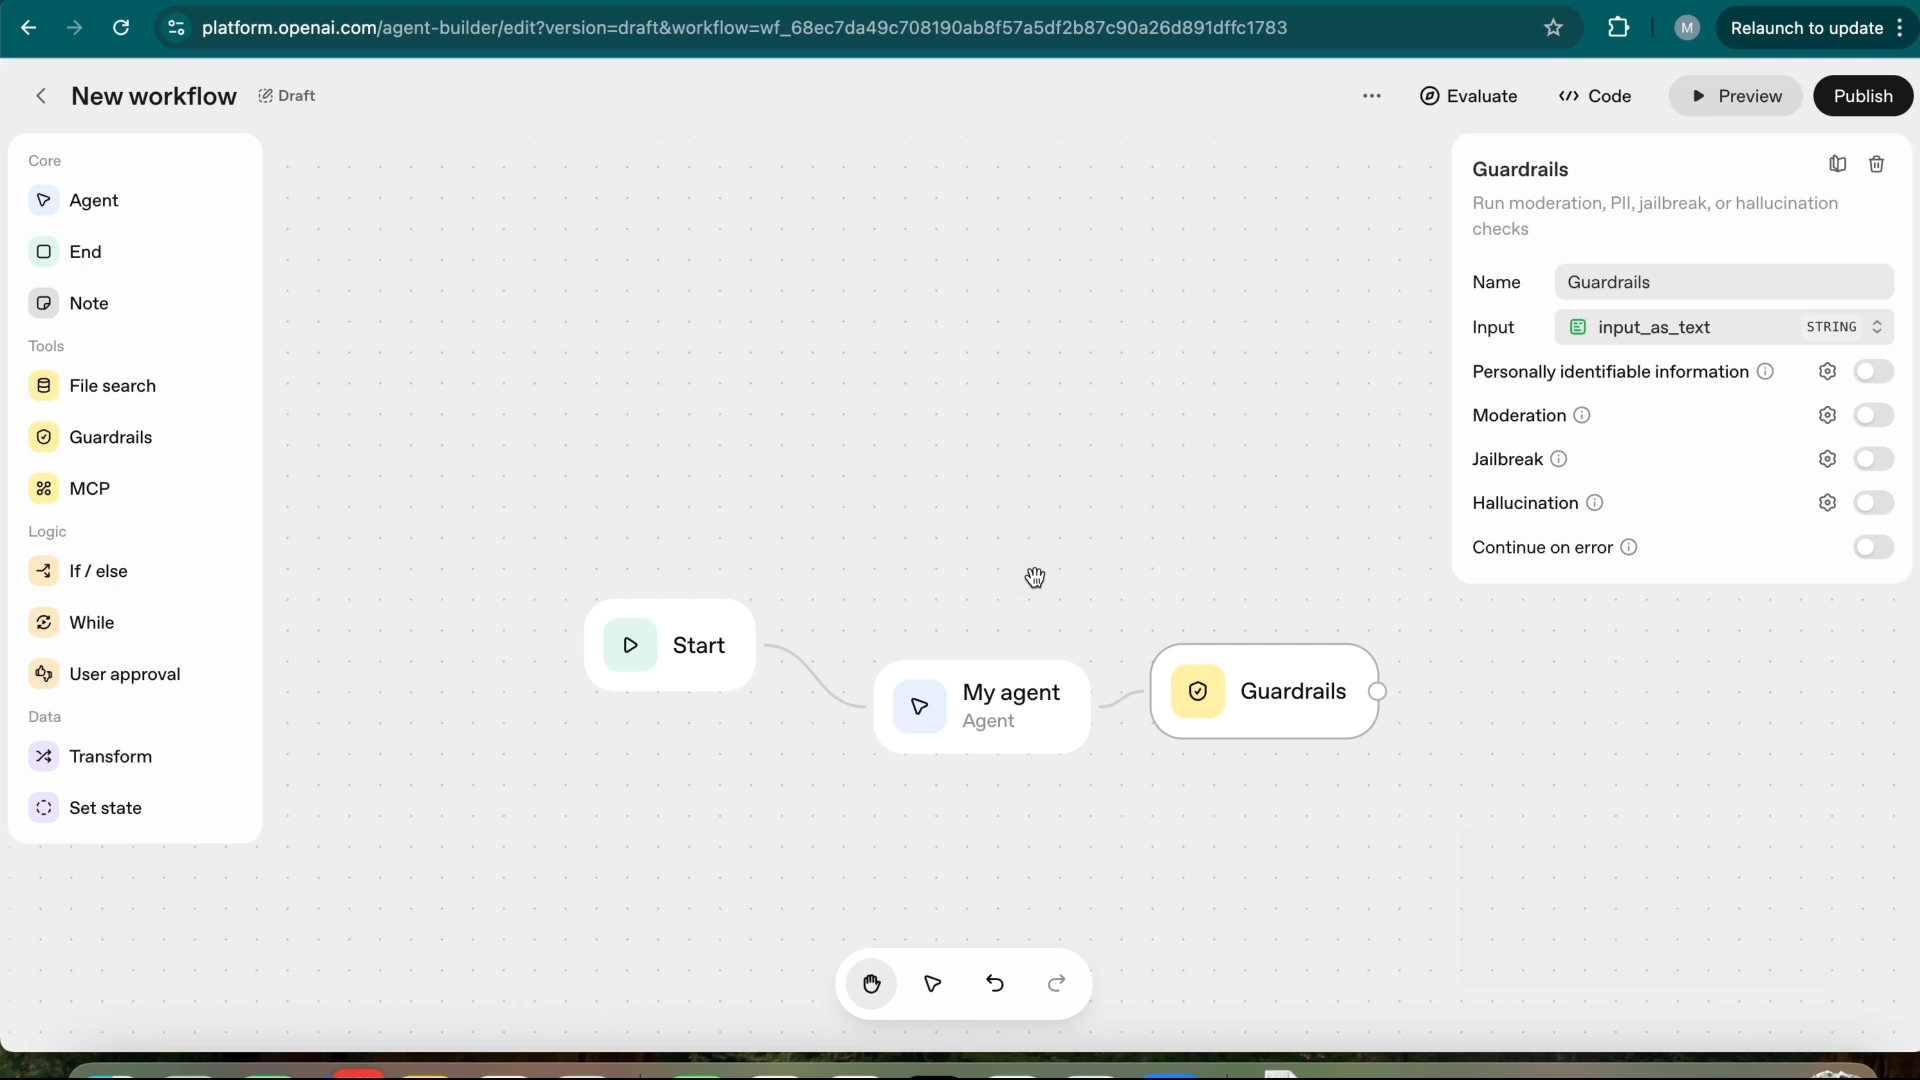 platform.openai.com/agent-builder/edit?version=draft&workflow=wf_68ec7da49c708190ab8f57a5df2b87c90a26d891dffc1783
M
Relaunch to update
New workflow
Draft
Evaluate
Code
Preview
Publish
Core
Agent
End
Note
Tools
File search
Guardrails
MCP
Logic
If / else
While
User approval
Data
Transform
Set state
Start
My agent
Agent
Guardrails
Guardrails
Run moderation, PII, jailbreak, or hallucination
checks
Name Guardrails
Input input_as_text STRING
Personally identifiable information
Moderation
Jailbreak
Hallucination
Continue on error